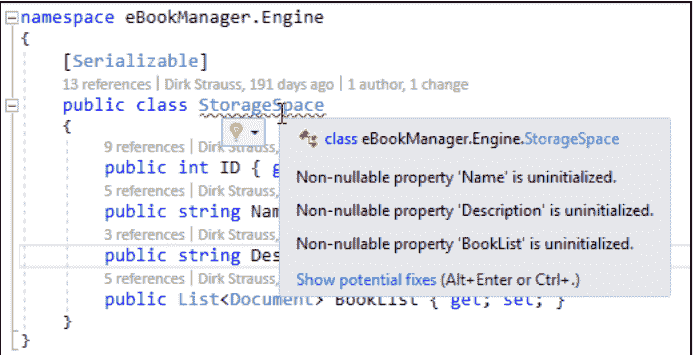 namespace eBookManager.Engine
{
[Serializable]
13 references | Dirk Strauss, 191 days ago | 1 author, 1 change
public class StorageSpace
{
9 references | Dirk Strauss,
public int ID { g
class eBookManager.Engine.StorageSpace
5 references | Dirk Strauss,
Non-nullable property 'Name' is uninitialized.
public string Nam
Non-nullable property 'Description' is uninitialized.
3 references | Dirk Strauss,
public string Des
Non-nullable property 'BookList' is uninitialized.
5 references | Dirk Strauss,
Show potential fixes (Alt+Enter or Ctrl+.)
public List<Document> BookList { get; set; }
}
}